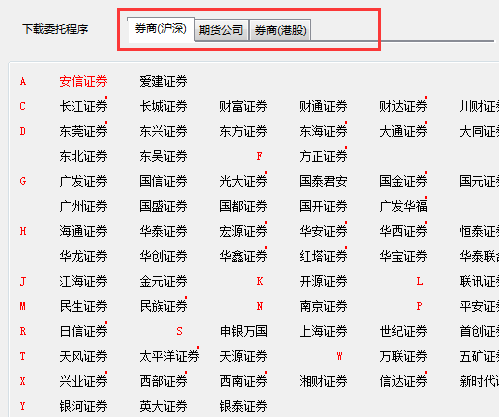 下载委托程序 券商(沪深) 期货公司 券商(港股)
A 安信证券 爱建证券
C 长江证券 长城证券 财富证券 财通证券 财达证券 川财证
D 东莞证券 东兴证券 东方证券 东海证券 大通证券 大同证
东北证券 东吴证券 F 方正证券
G 广发证券 国信证券 光大证券 国泰君安 国金证券 国元证
广州证券 国盛证券 国都证券 国开证券 广发华福
H 海通证券 华泰证券 宏源证券 华安证券 华西证券 恒泰证
华龙证券 华创证券 华鑫证券 红塔证券 华宝证券 华泰联
J 江海证券 金元证券 K 开源证券 L 联讯证
M 民生证券 民族证券 N 南京证券 P 平安证
R 日信证券 S 申银万国 上海证券 世纪证券 首创证
T 天风证券 太平洋证券 天源证券 W 万联证券 五矿证
X 兴业证券 西部证券 西南证券 湘财证券 信达证券 新时代
Y 银河证券 英大证券 银泰证券